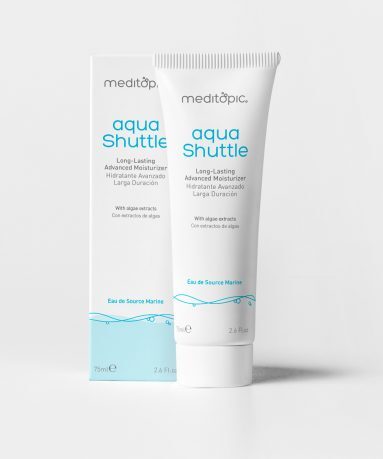 meditopic®
aqua
Shuttle
Long-Lasting
Advanced Moisturizer
Hidratante Avanzado
Larga Duración
With algae extracts
Con extractos de algas
Eau de Source Marine
75ml ℮
2.6 Fl.oz
meditopic®
aqua
Shuttle
Long-Lasting
Advanced Moisturizer
Hidratante Avanzado
Larga Duración
With algae extracts
Con extractos de algas
Eau de Source Marine
75ml ℮
2.6 Fl.oz